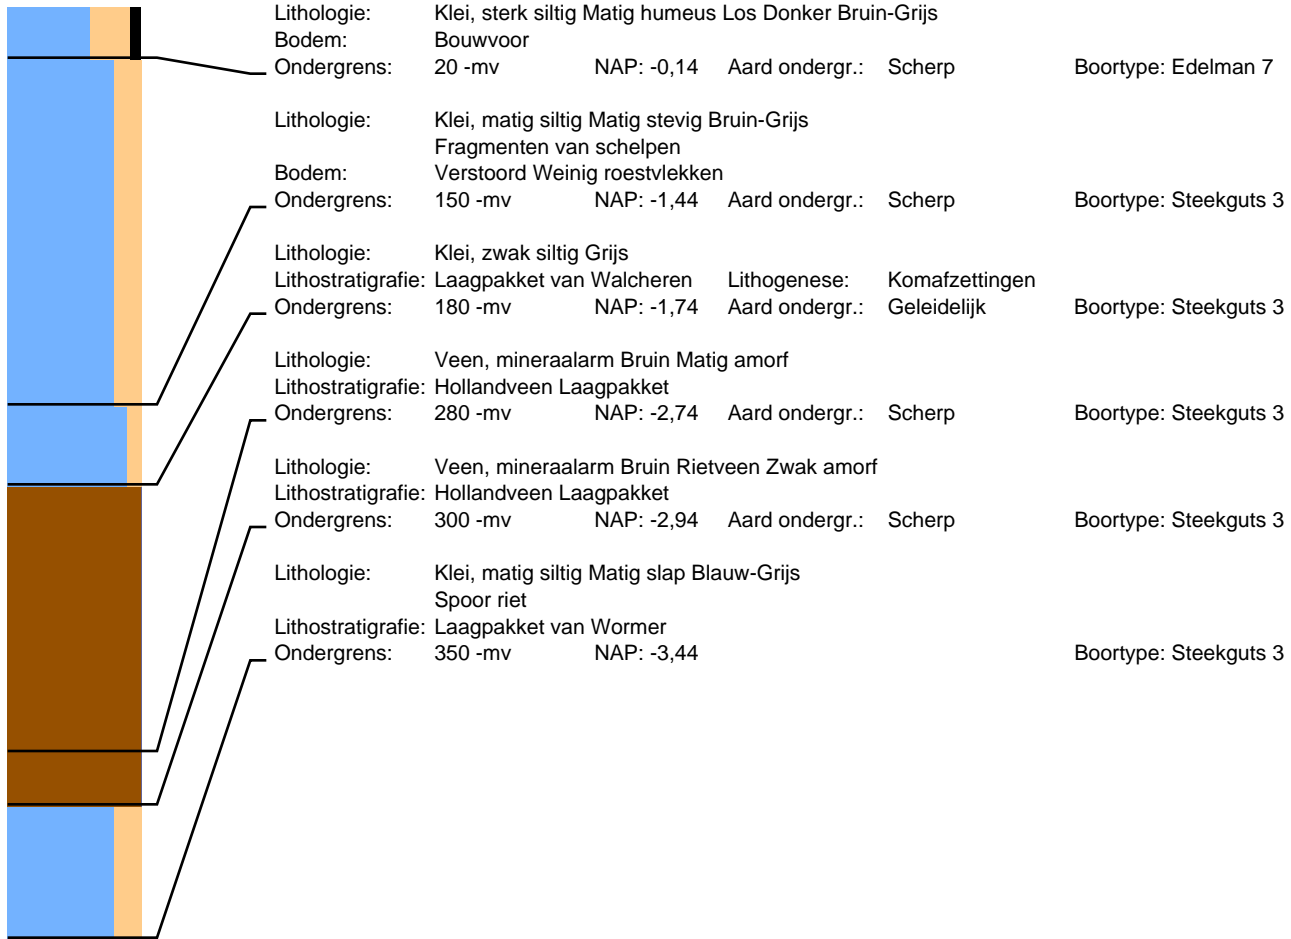 Lithologie: Klei, sterk siltig Matig humeus Los Donker Bruin-Grijs
Bodem: Bouwvoor
Ondergrens: 20 -mv NAP: -0,14 Aard ondergr.: Scherp Boortype: Edelman 7
Lithologie: Klei, matig siltig Matig stevig Bruin-Grijs
Fragmenten van schelpen
Bodem: Verstoord Weinig roestvlekken
Ondergrens: 150 -mv NAP: -1,44 Aard ondergr.: Scherp Boortype: Steekguts 3
Lithologie: Klei, zwak siltig Grijs
Lithostratigrafie: Laagpakket van Walcheren Lithogenese: Komafzettingen
Ondergrens: 180 -mv NAP: -1,74 Aard ondergr.: Geleidelijk Boortype: Steekguts 3
Lithologie: Veen, mineraalarm Bruin Matig amorf
Lithostratigrafie: Hollandveen Laagpakket
Ondergrens: 280 -mv NAP: -2,74 Aard ondergr.: Scherp Boortype: Steekguts 3
Lithologie: Veen, mineraalarm Bruin Rietveen Zwak amorf
Lithostratigrafie: Hollandveen Laagpakket
Ondergrens: 300 -mv NAP: -2,94 Aard ondergr.: Scherp Boortype: Steekguts 3
Lithologie: Klei, matig siltig Matig slap Blauw-Grijs
Spoor riet
Lithostratigrafie: Laagpakket van Wormer
Ondergrens: 350 -mv NAP: -3,44 Boortype: Steekguts 3